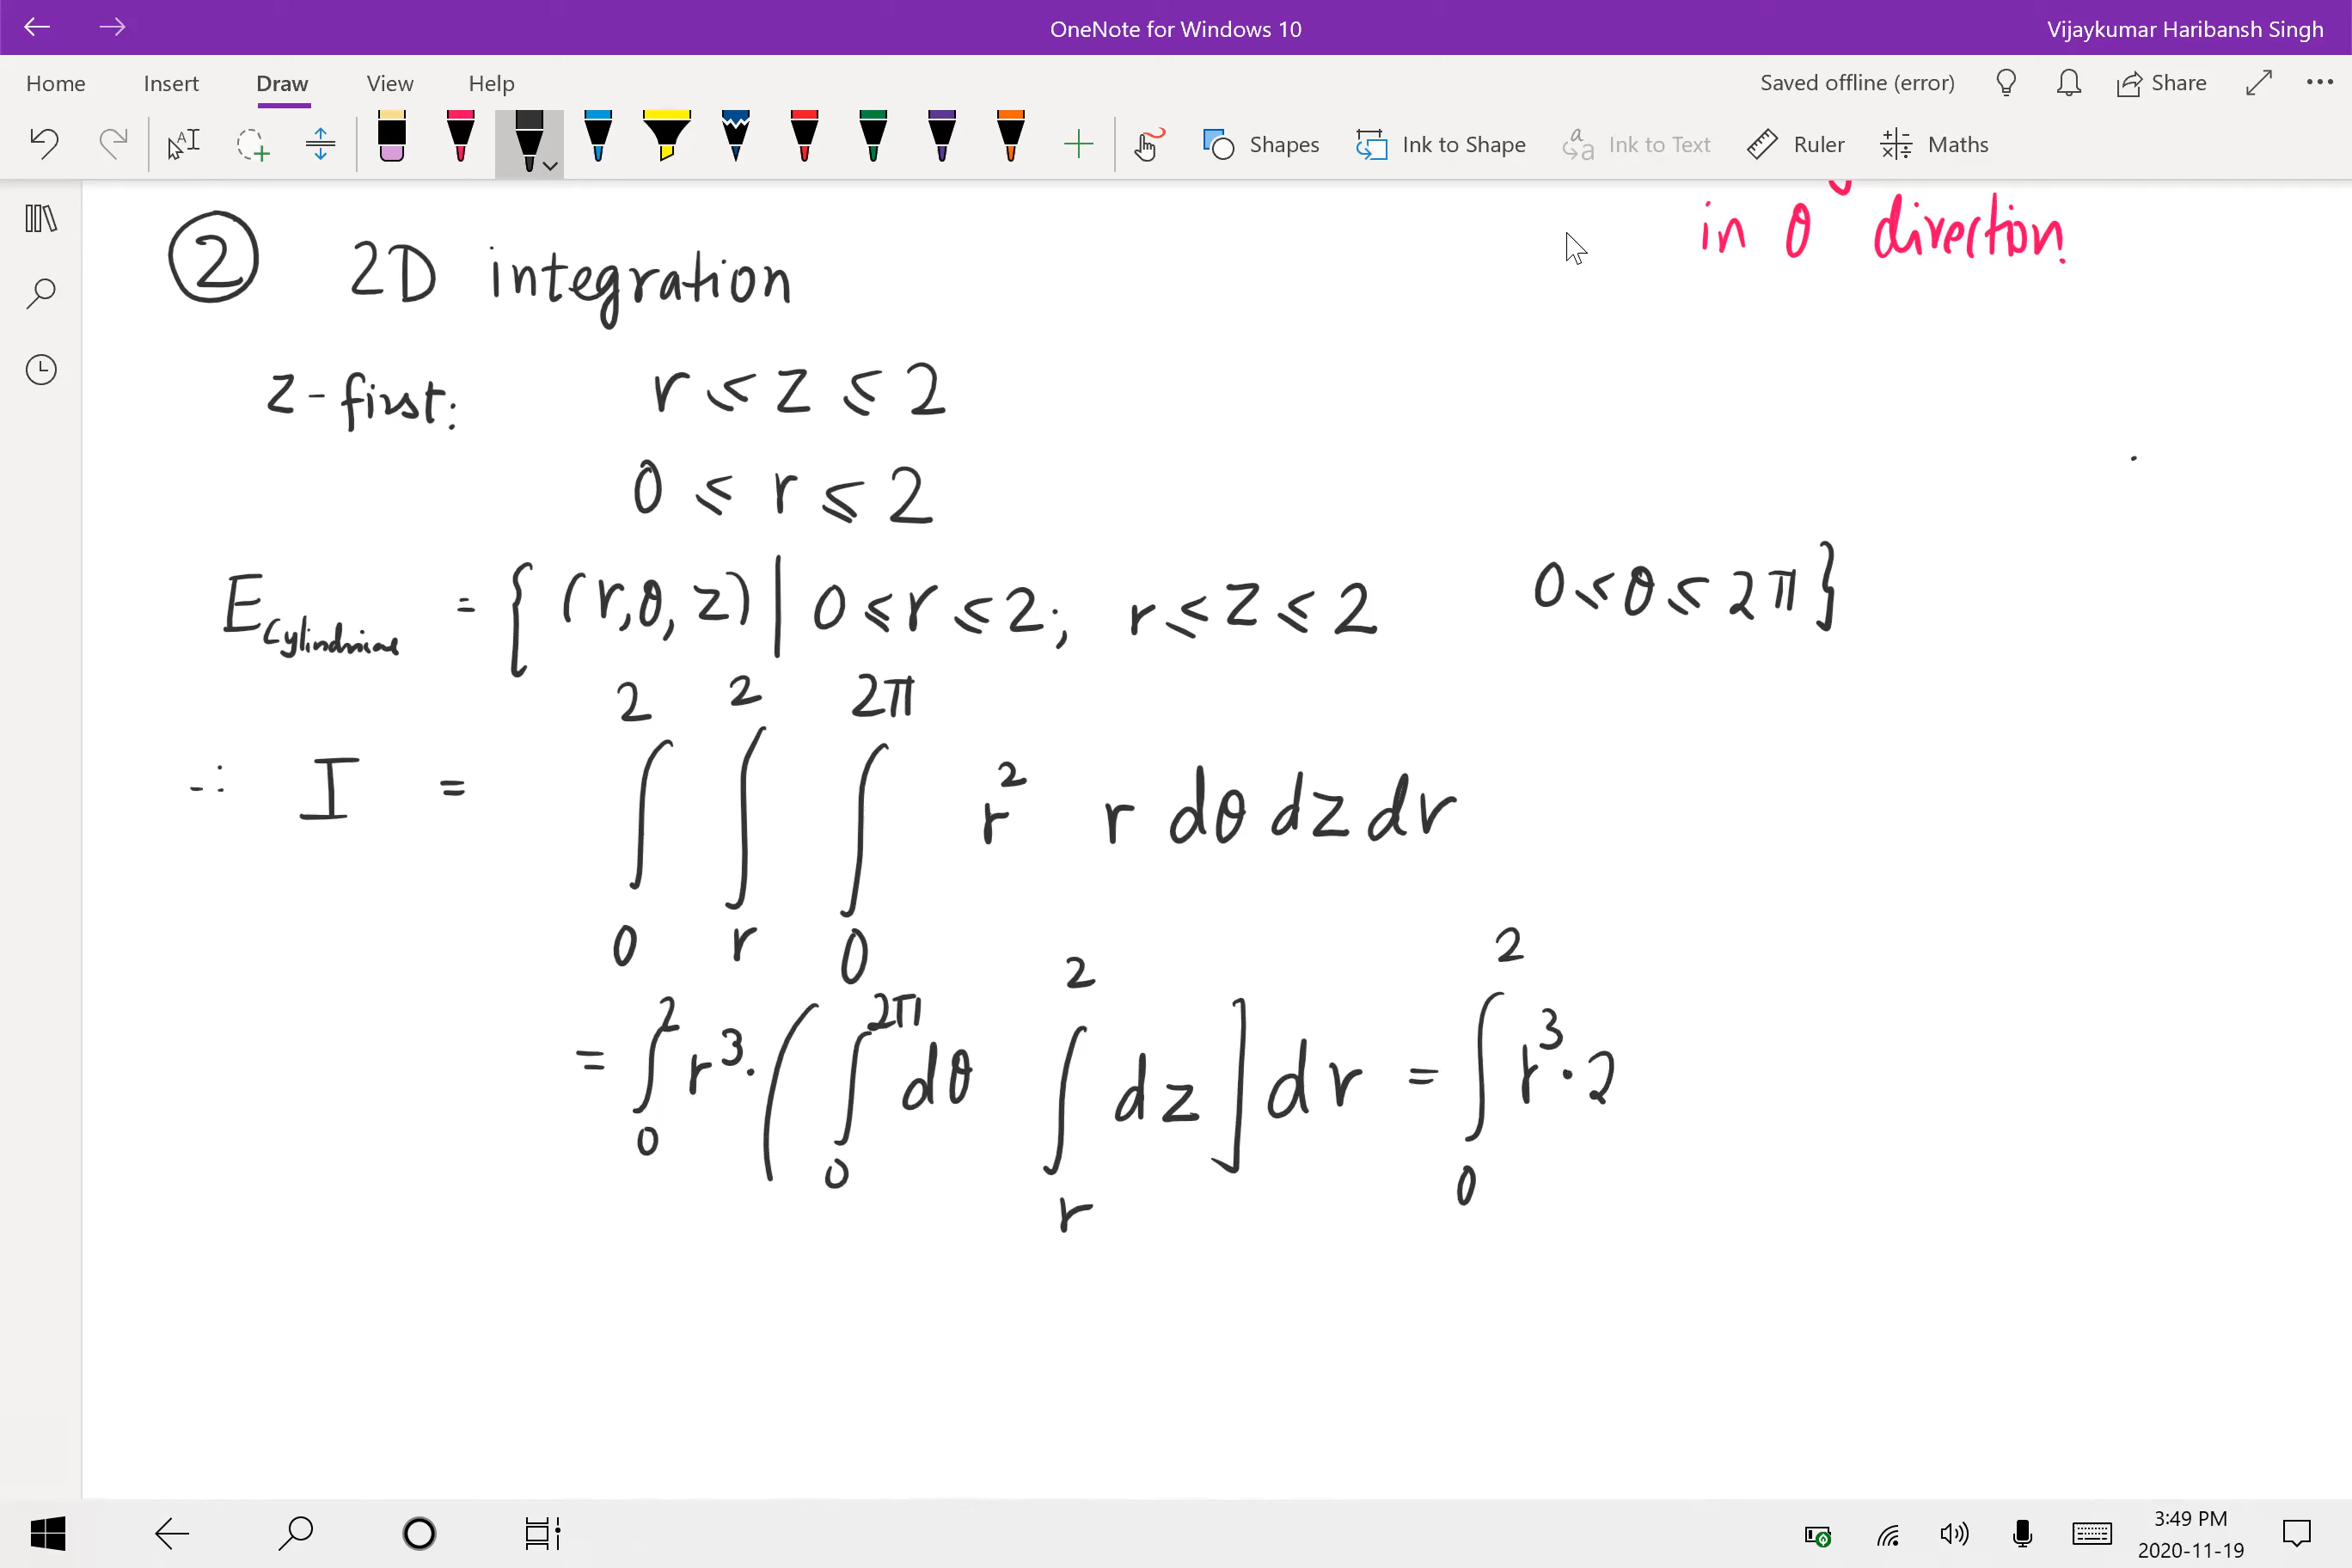 OneNote for Windows 10 Vijaykumar Haribansh Singh
Home Insert Draw View Help Saved offline (error) Share
Shapes Ink to Shape Ink to Text Ruler Maths
in θ direction.
② 2D integration
z-first: r ≤ z ≤ 2
0 ≤ r ≤ 2
E = { (r,θ,z) | 0 ≤ r ≤ 2; r ≤ z ≤ 2 0 ≤ θ ≤ 2π }
∴ I = ∫₀² ∫ᵣ² ∫₀^{2π} r² r dθ dz dr
= ∫₀² r³·( ∫₀^{2π} dθ ∫ᵣ² dz ] dr = ∫₀² r³·2
3:49 PM
2020-11-19